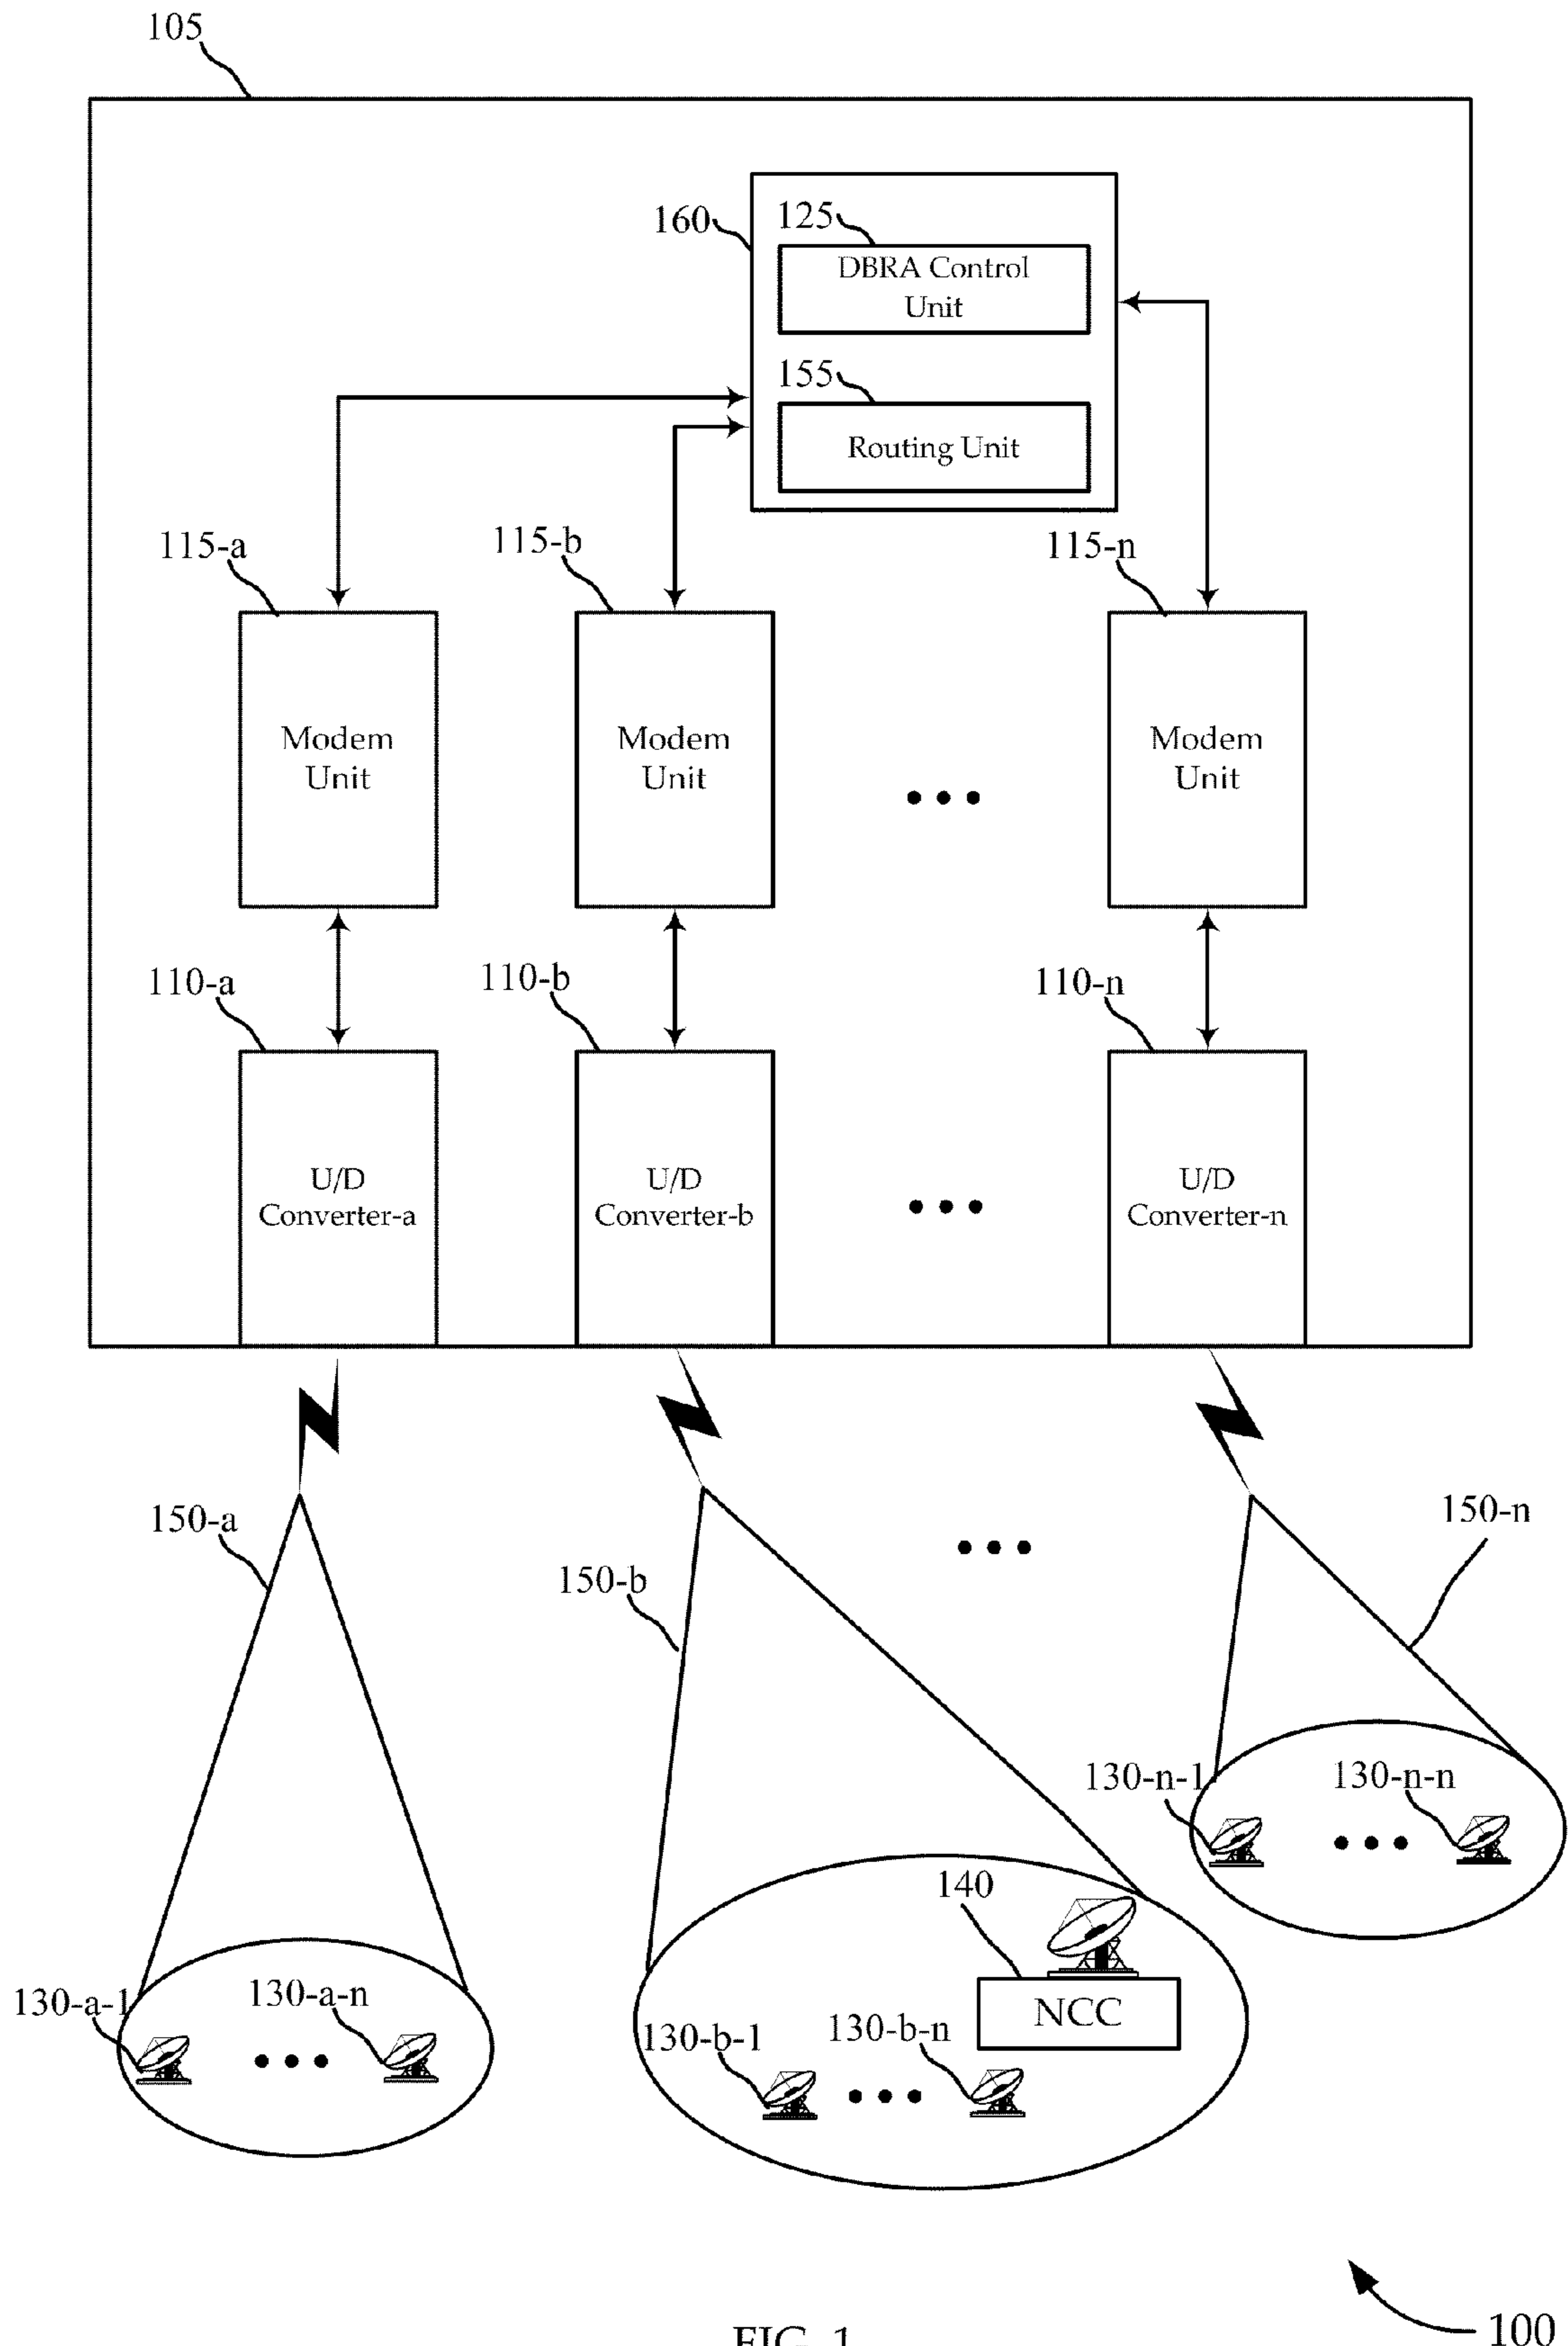 105
160
125
DBRA Control
Unit
155
Routing Unit
115-a
115-b
115-n
Modem
Unit
Modem
Unit
Modem
Unit
110-a
110-b
110-n
U/D
Converter-a
U/D
Converter-b
U/D
Converter-n
150-a
150-b
150-n
130-n-1
130-n-n
140
NCC
130-a-1
130-a-n
130-b-1
130-b-n
100
FIG. 1